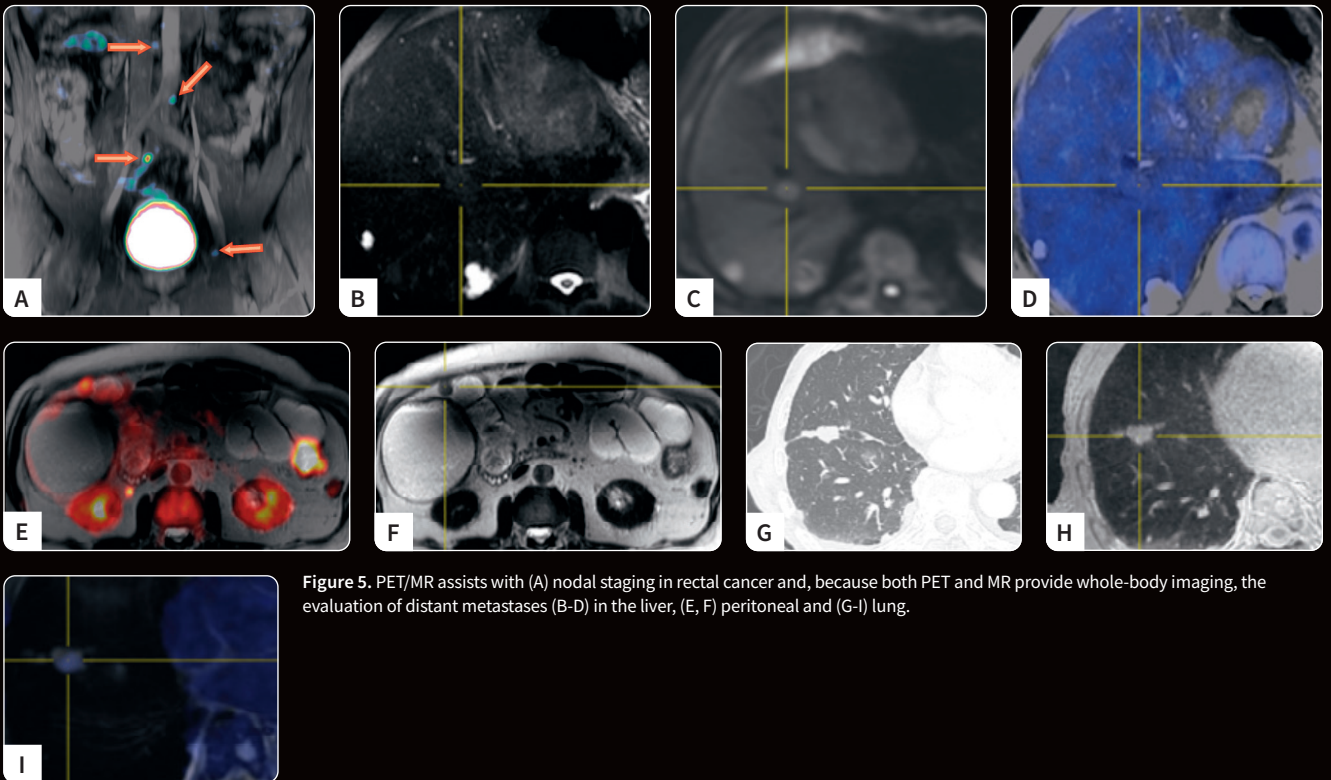 A
B
C
D
E
F
G
H
Figure 5. PET/MR assists with (A) nodal staging in rectal cancer and, because both PET and MR provide whole-body imaging, the
evaluation of distant metastases (B-D) in the liver, (E, F) peritoneal and (G-I) lung.
I